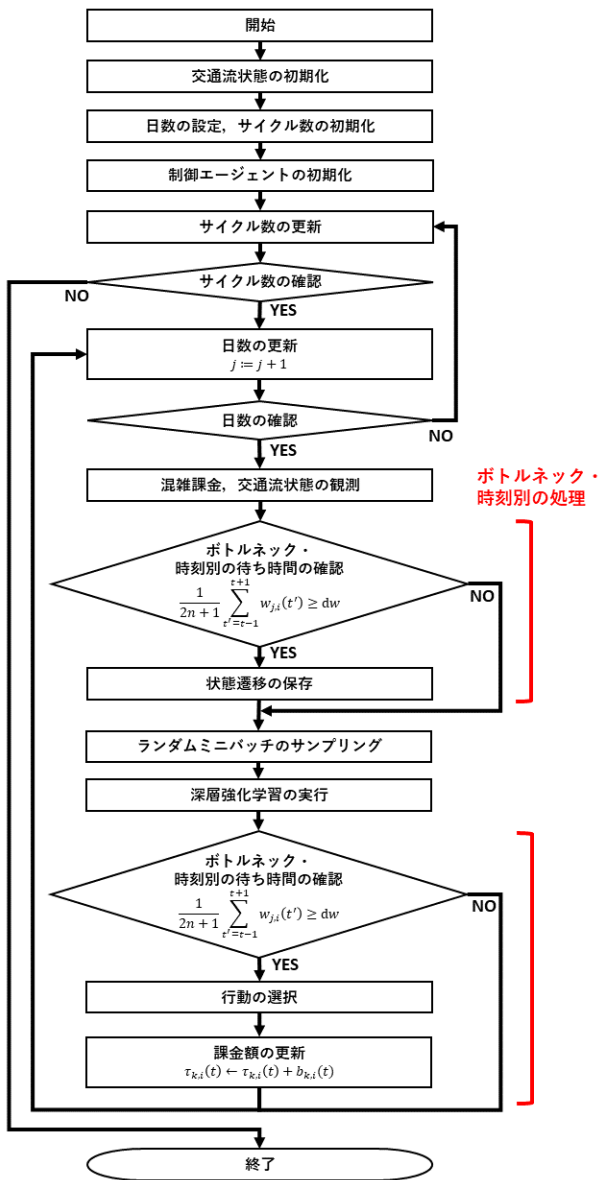 開始
交通流状態の初期化
日数の設定，サイクル数の初期化
制御エージェントの初期化
サイクル数の更新
サイクル数の確認
NO
YES
日数の更新
j ≔ j + 1
日数の確認
NO
YES
混雑課金，交通流状態の観測
ボトルネック・
時刻別の処理
ボトルネック・
時刻別の待ち時間の確認
1/(2n + 1) ∑_{t'=t−1}^{t+1} w_{j,i}(t') ≥ dw
NO
YES
状態遷移の保存
ランダムミニバッチのサンプリング
深層強化学習の実行
ボトルネック・
時刻別の待ち時間の確認
1/(2n + 1) ∑_{t'=t−1}^{t+1} w_{j,i}(t') ≥ dw
NO
YES
行動の選択
課金額の更新
τ_{k,i}(t) ← τ_{k,i}(t) + b_{k,i}(t)
終了